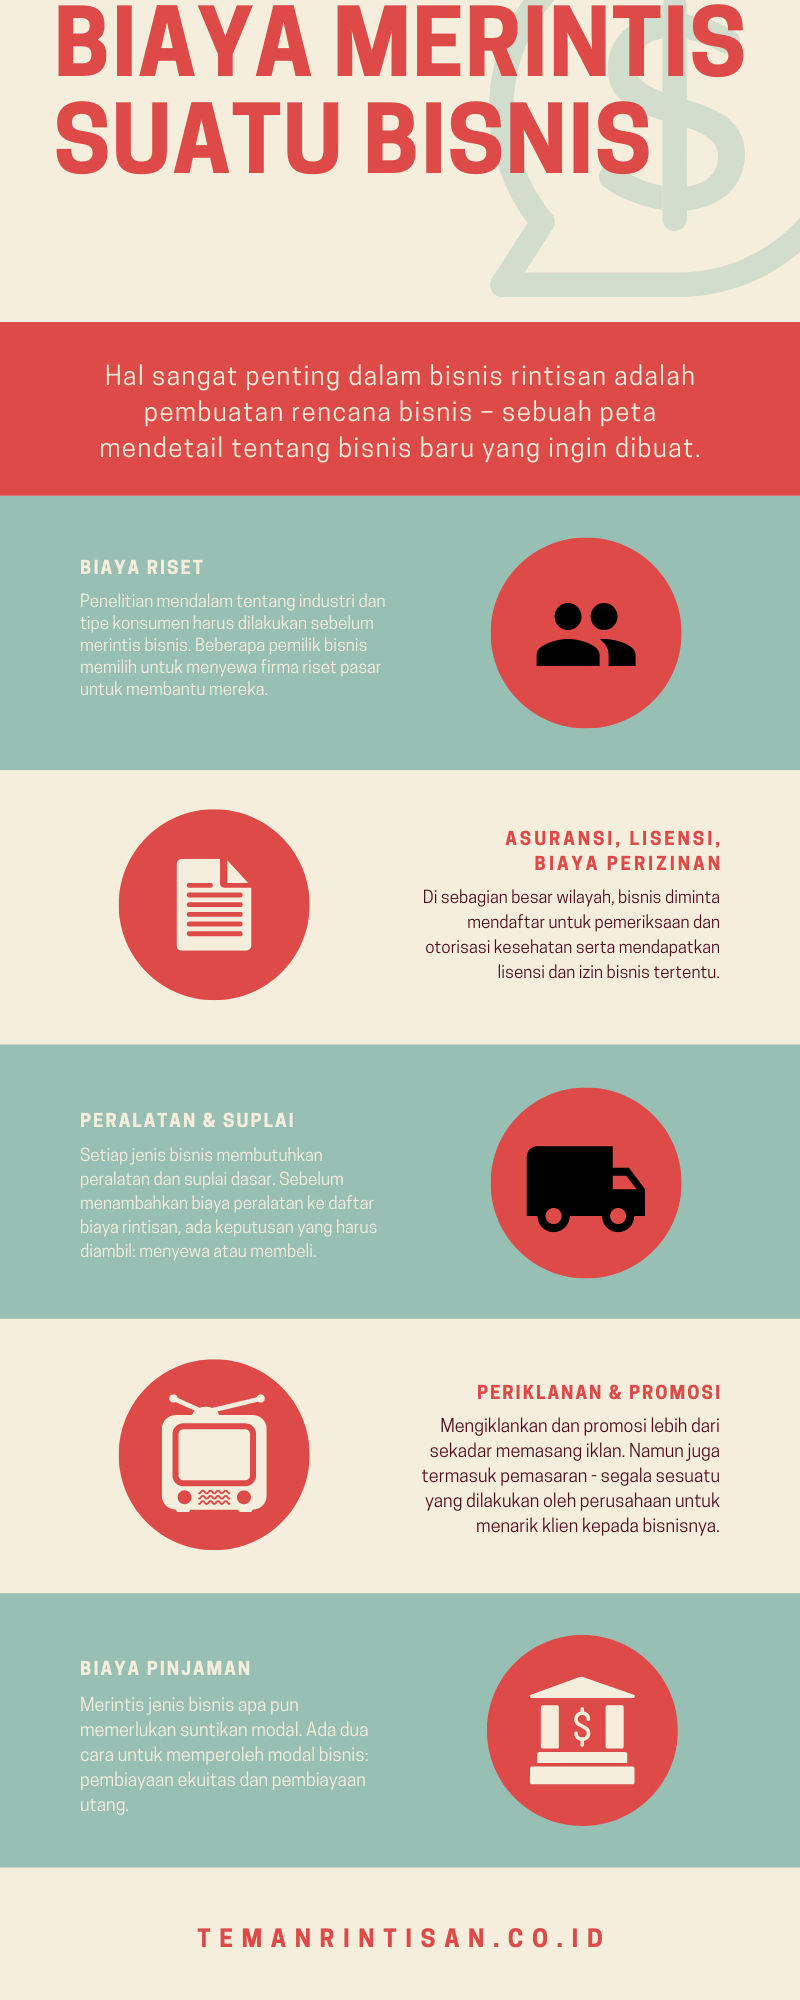 BIAYA MERINTIS
SUATU BISNIS
Hal sangat penting dalam bisnis rintisan adalah
pembuatan rencana bisnis – sebuah peta
mendetail tentang bisnis baru yang ingin dibuat.
BIAYA RISET
Penelitian mendalam tentang industri dan
tipe konsumen harus dilakukan sebelum
merintis bisnis. Beberapa pemilik bisnis
memilih untuk menyewa firma riset pasar
untuk membantu mereka.
ASURANSI, LISENSI,
BIAYA PERIZINAN
Di sebagian besar wilayah, bisnis diminta
mendaftar untuk pemeriksaan dan
otorisasi kesehatan serta mendapatkan
lisensi dan izin bisnis tertentu.
PERALATAN & SUPLAI
Setiap jenis bisnis membutuhkan
peralatan dan suplai dasar. Sebelum
menambahkan biaya peralatan ke daftar
biaya rintisan, ada keputusan yang harus
diambil: menyewa atau membeli.
PERIKLANAN & PROMOSI
Mengiklankan dan promosi lebih dari
sekadar memasang iklan. Namun juga
termasuk pemasaran - segala sesuatu
yang dilakukan oleh perusahaan untuk
menarik klien kepada bisnisnya.
BIAYA PINJAMAN
Merintis jenis bisnis apa pun
memerlukan suntikan modal. Ada dua
cara untuk memperoleh modal bisnis:
pembiayaan ekuitas dan pembiayaan
utang.
TEMANRINTISAN.CO.ID